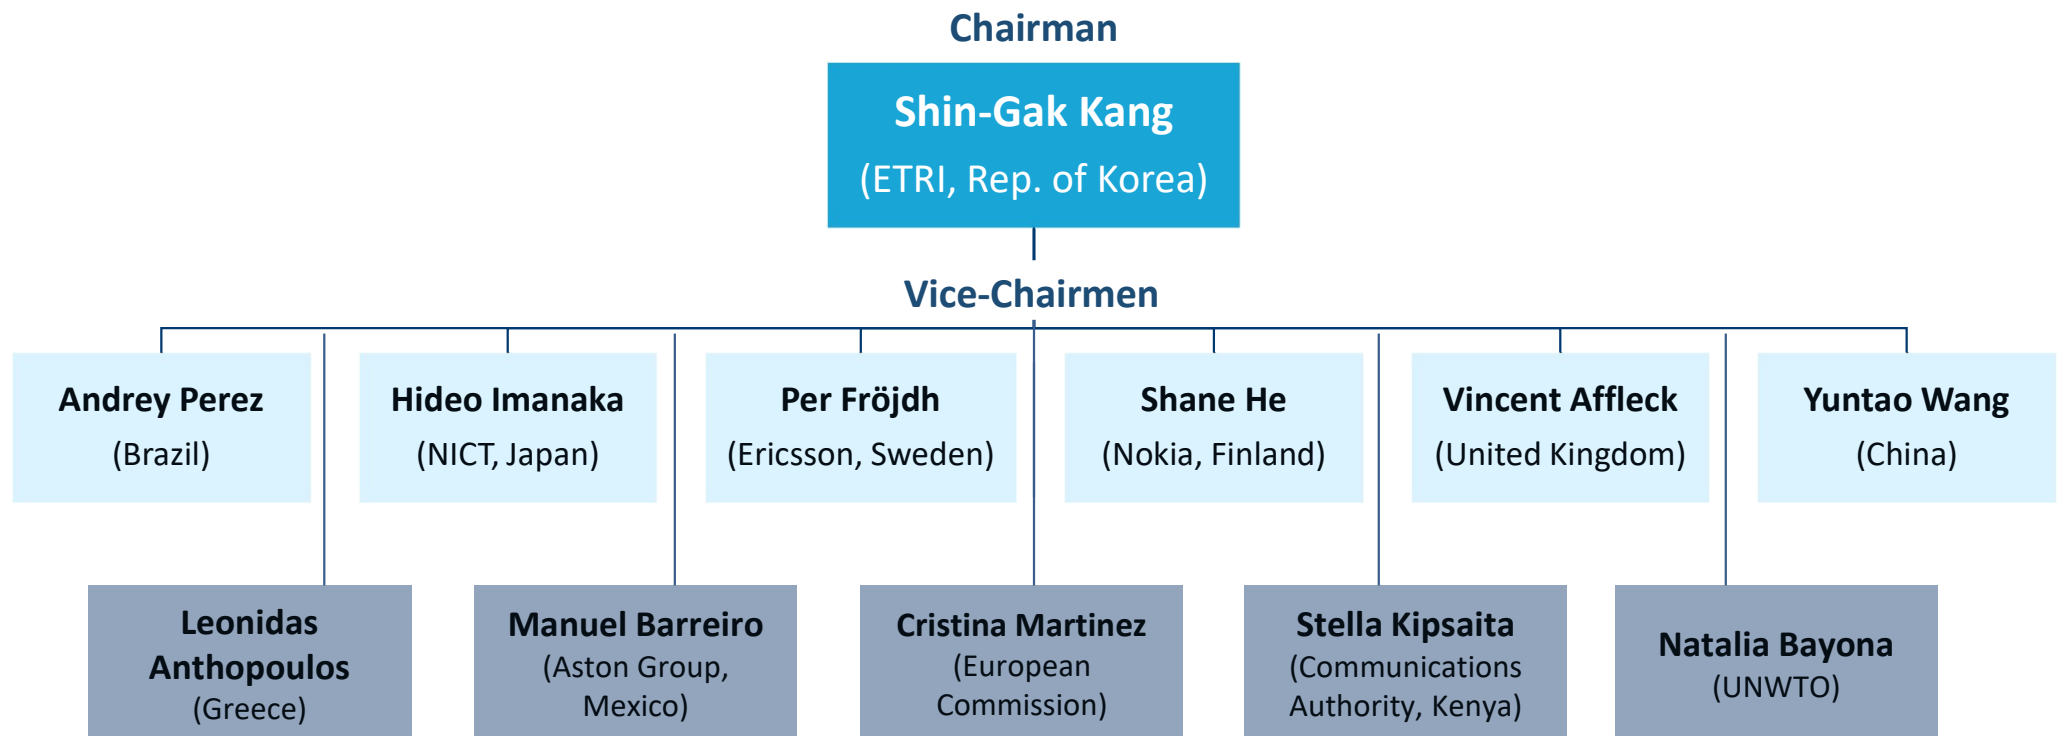 Chairman
Shin-Gak Kang
(ETRI, Rep. of Korea)
Vice-Chairmen
Andrey Perez
(Brazil)
Hideo Imanaka
(NICT, Japan)
Per Fröjdh
(Ericsson, Sweden)
Shane He
(Nokia, Finland)
Vincent Affleck
(United Kingdom)
Yuntao Wang
(China)
Leonidas
Anthopoulos
(Greece)
Manuel Barreiro
(Aston Group,
Mexico)
Cristina Martinez
(European
Commission)
Stella Kipsaita
(Communications
Authority, Kenya)
Natalia Bayona
(UNWTO)